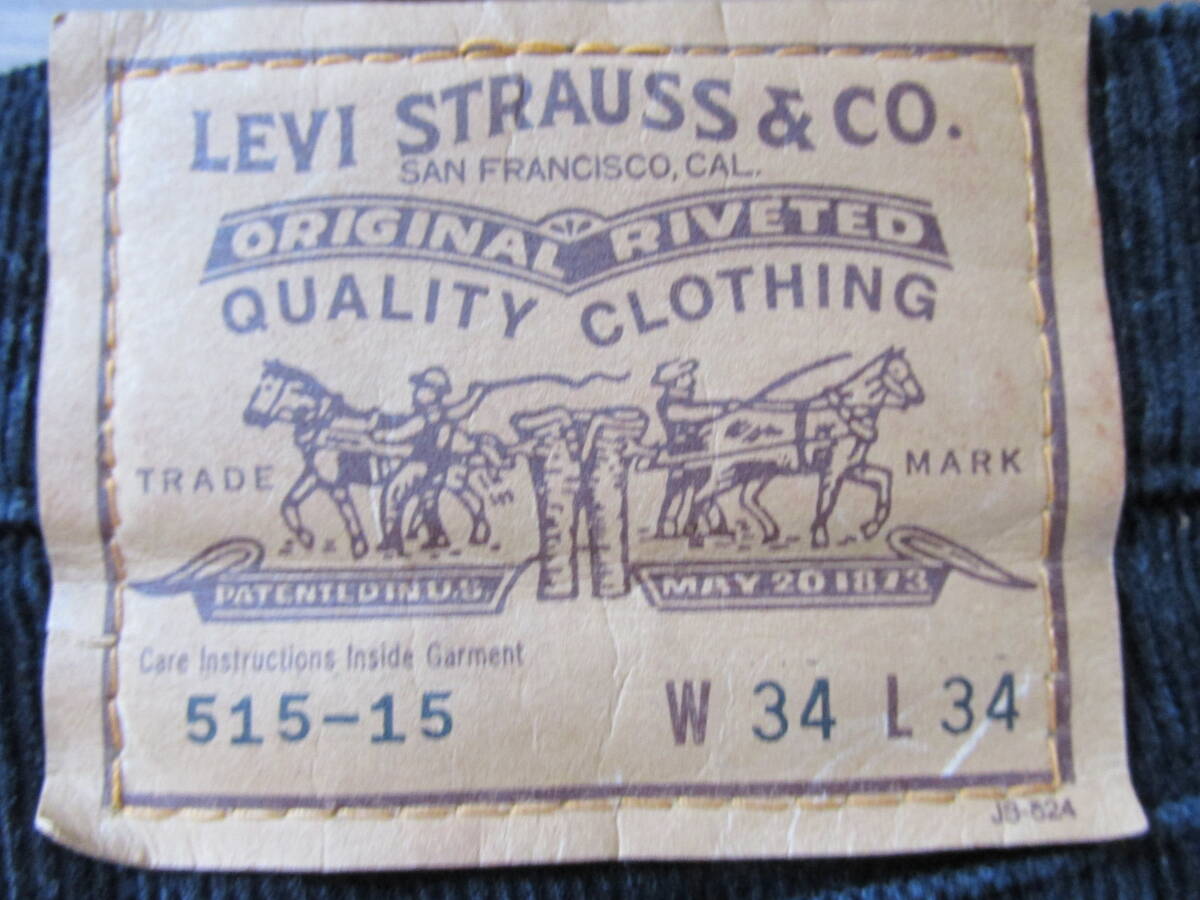 LEVI STRAUSS & CO.
SAN FRANCISCO, CAL.
ORIGINAL RIVETED
QUALITY CLOTHING
TRADE MARK
PATENTED IN U.S. MAY 20 1873
Care Instructions Inside Garment
515-15 W 34 L 34
JB-824